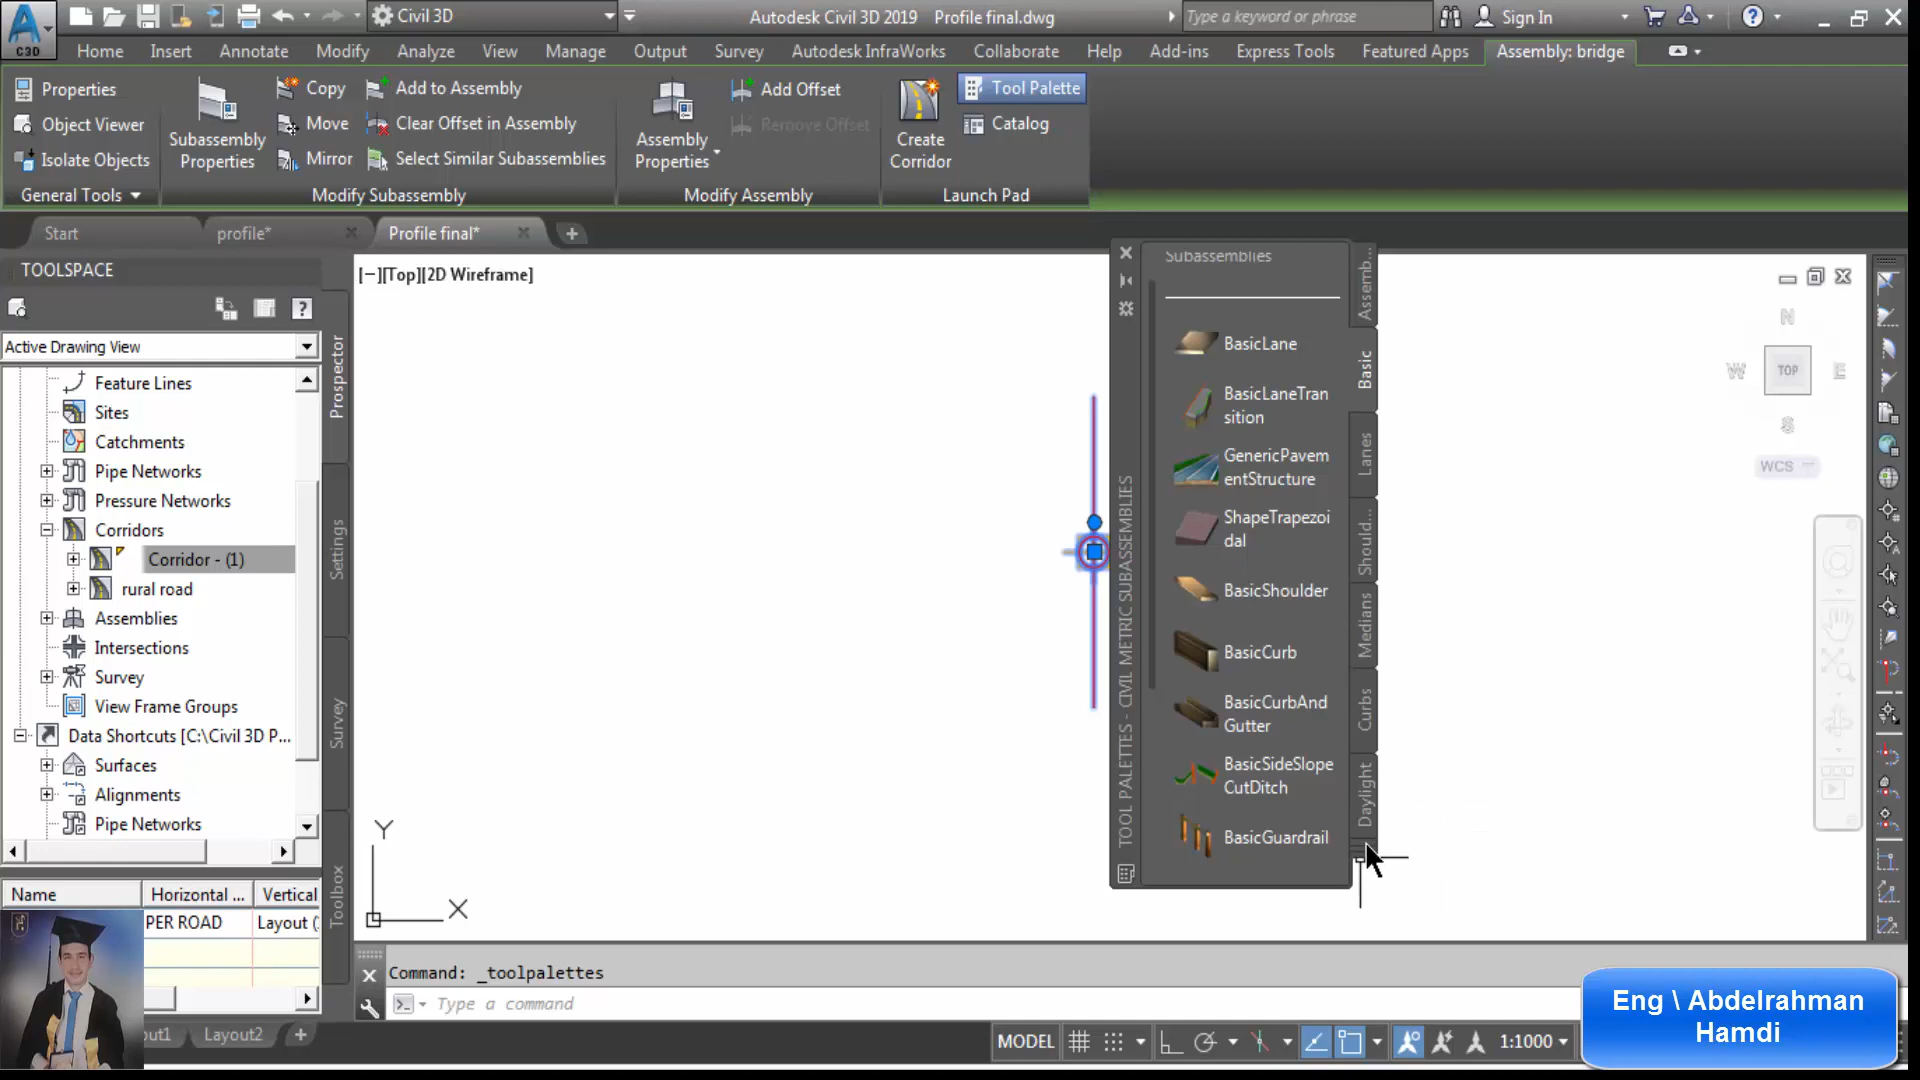 C3D
Civil 3D
Autodesk Civil 3D 2019 Profile final.dwg
Type a keyword or phrase
Sign In
Home Insert Annotate Modify Analyze View Manage Output Survey Autodesk InfraWorks Collaborate Help Add-ins Express Tools Featured Apps Assembly: bridge
Properties
Object Viewer
Isolate Objects
General Tools
Subassembly
Properties
Copy
Move
Mirror
Add to Assembly
Clear Offset in Assembly
Select Similar Subassemblies
Modify Subassembly
Assembly
Properties
Add Offset
Remove Offset
Modify Assembly
Create
Corridor
Tool Palette
Catalog
Launch Pad
Start
profile*
Profile final*
TOOLSPACE
Active Drawing View
Feature Lines
Sites
Catchments
Pipe Networks
Pressure Networks
Corridors
Corridor - (1)
rural road
Assemblies
Intersections
Survey
View Frame Groups
Data Shortcuts [C:\Civil 3D P...
Surfaces
Alignments
Pipe Networks
Prospector
Settings
Survey
Toolbox
Name Horizontal ... Vertical
PER ROAD Layout (
[−][Top][2D Wireframe]
Y
X
Subassemblies
BasicLane
BasicLaneTran
sition
GenericPavem
entStructure
ShapeTrapezoi
dal
BasicShoulder
BasicCurb
BasicCurbAnd
Gutter
BasicSideSlope
CutDitch
BasicGuardrail
TOOL PALETTES - CIVIL METRIC SUBASSEMBLIES
Assemb...
Basic
Lanes
Should...
Medians
Curbs
Daylight
N
W TOP E
S
WCS
Command: _toolpalettes
Type a command
out1
Layout2
MODEL
1:1000
Eng \ Abdelrahman
Hamdi